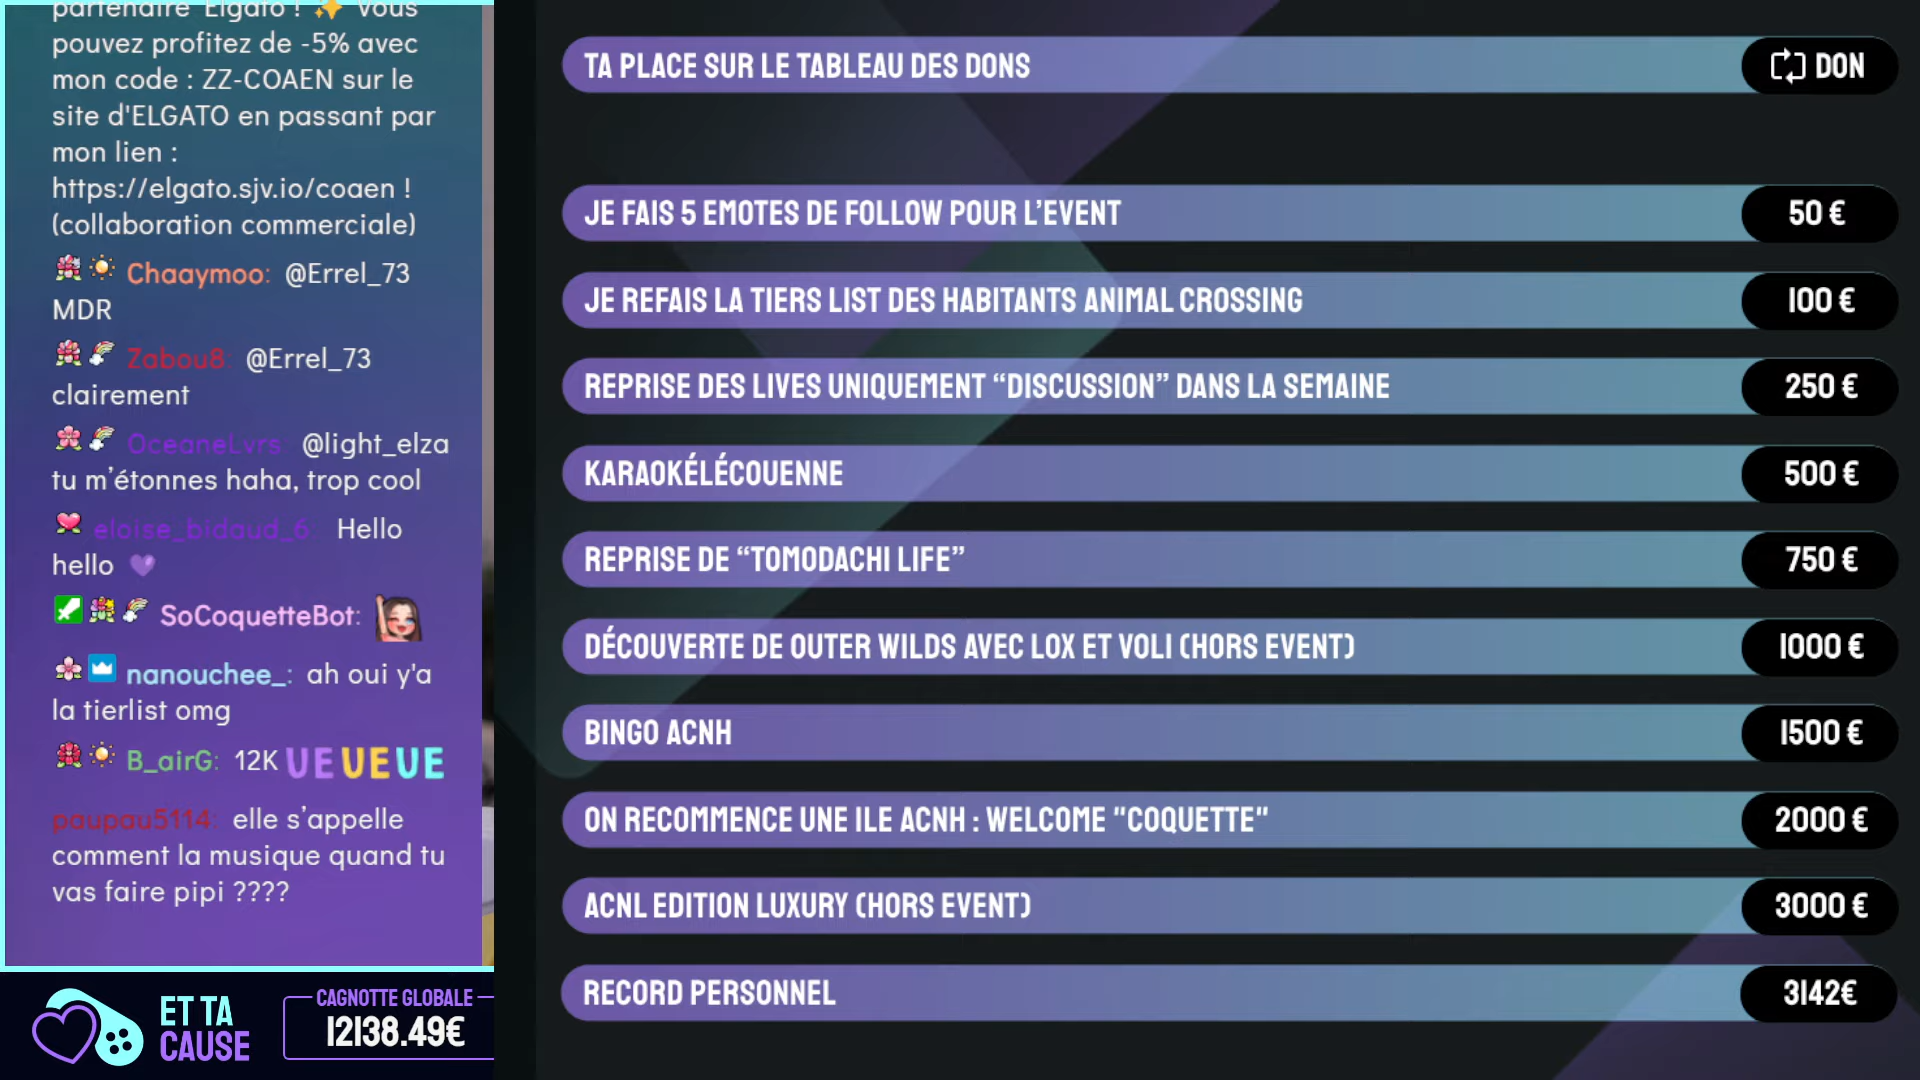 partenaire Elgato ! ✨ Vous
pouvez profitez de -5% avec
mon code : ZZ-COAEN sur le
site d'ELGATO en passant par
mon lien :
https://elgato.sjv.io/coaen !
(collaboration commerciale)
Chaaymoo: @Errel_73
MDR
Zabou8: @Errel_73
clairement
OceaneLvrs: @light_elza
tu m'étonnes haha, trop cool
eloise_bidaud_6: Hello
hello 💜
SoCoquetteBot:
nanouchee_: ah oui y'a
la tierlist omg
B_airG: 12K UE UE UE
paupau5114: elle s'appelle
comment la musique quand tu
vas faire pipi ????
ET TA
CAUSE
CAGNOTTE GLOBALE
12138.49€
TA PLACE SUR LE TABLEAU DES DONS
DON
JE FAIS 5 EMOTES DE FOLLOW POUR L'EVENT
50 €
JE REFAIS LA TIERS LIST DES HABITANTS ANIMAL CROSSING
100 €
REPRISE DES LIVES UNIQUEMENT “DISCUSSION” DANS LA SEMAINE
250 €
KARAOKÉLÉCOUENNE
500 €
REPRISE DE “TOMODACHI LIFE”
750 €
DÉCOUVERTE DE OUTER WILDS AVEC LOX ET VOLI (HORS EVENT)
1000 €
BINGO ACNH
1500 €
ON RECOMMENCE UNE ILE ACNH : WELCOME "COQUETTE"
2000 €
ACNL EDITION LUXURY (HORS EVENT)
3000 €
RECORD PERSONNEL
3142€